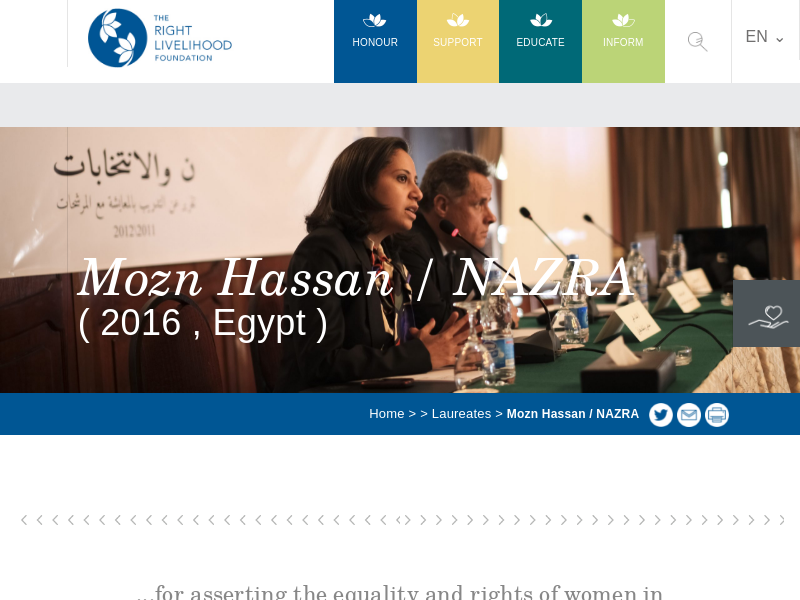 THE
RIGHT
LIVELIHOOD
FOUNDATION
HONOUR
SUPPORT
EDUCATE
INFORM
EN
ن والانتخابات
2012/2011
Mozn Hassan / NAZRA
( 2016 , Egypt )
Home > > Laureates > Mozn Hassan / NAZRA
...for asserting the equality and rights of women in